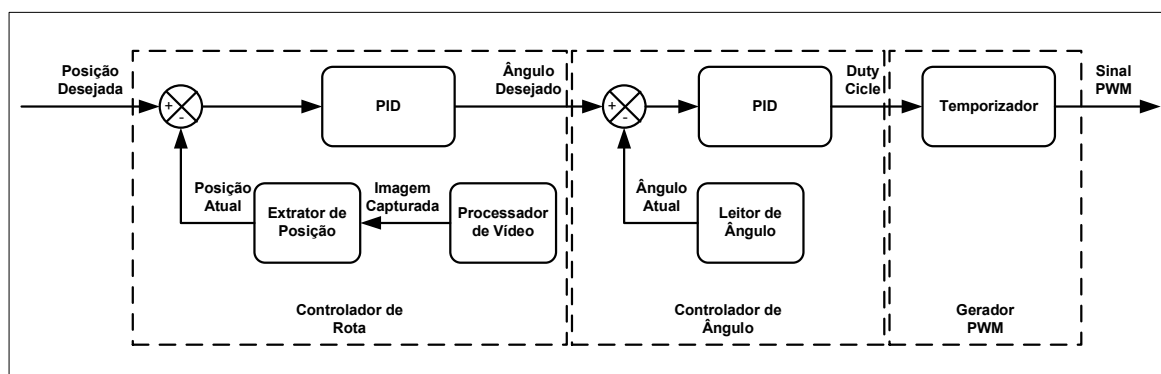 Posição
Desejada
+
-
PID
Ângulo
Desejado
+
-
PID
Duty
Cicle
Temporizador
Sinal
PWM
Posição
Atual
Extrator de
Posição
Imagem
Capturada
Processador
de Vídeo
Ângulo
Atual
Leitor de
Ângulo
Controlador de
Rota
Controlador de
Ângulo
Gerador
PWM